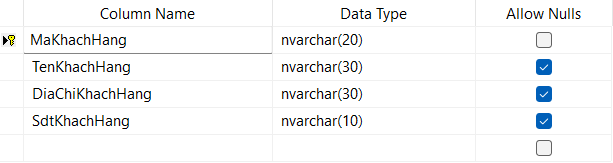 Column Name Data Type Allow Nulls
MaKhachHang nvarchar(20)
TenKhachHang nvarchar(30)
DiaChiKhachHang nvarchar(30)
SdtKhachHang nvarchar(10)